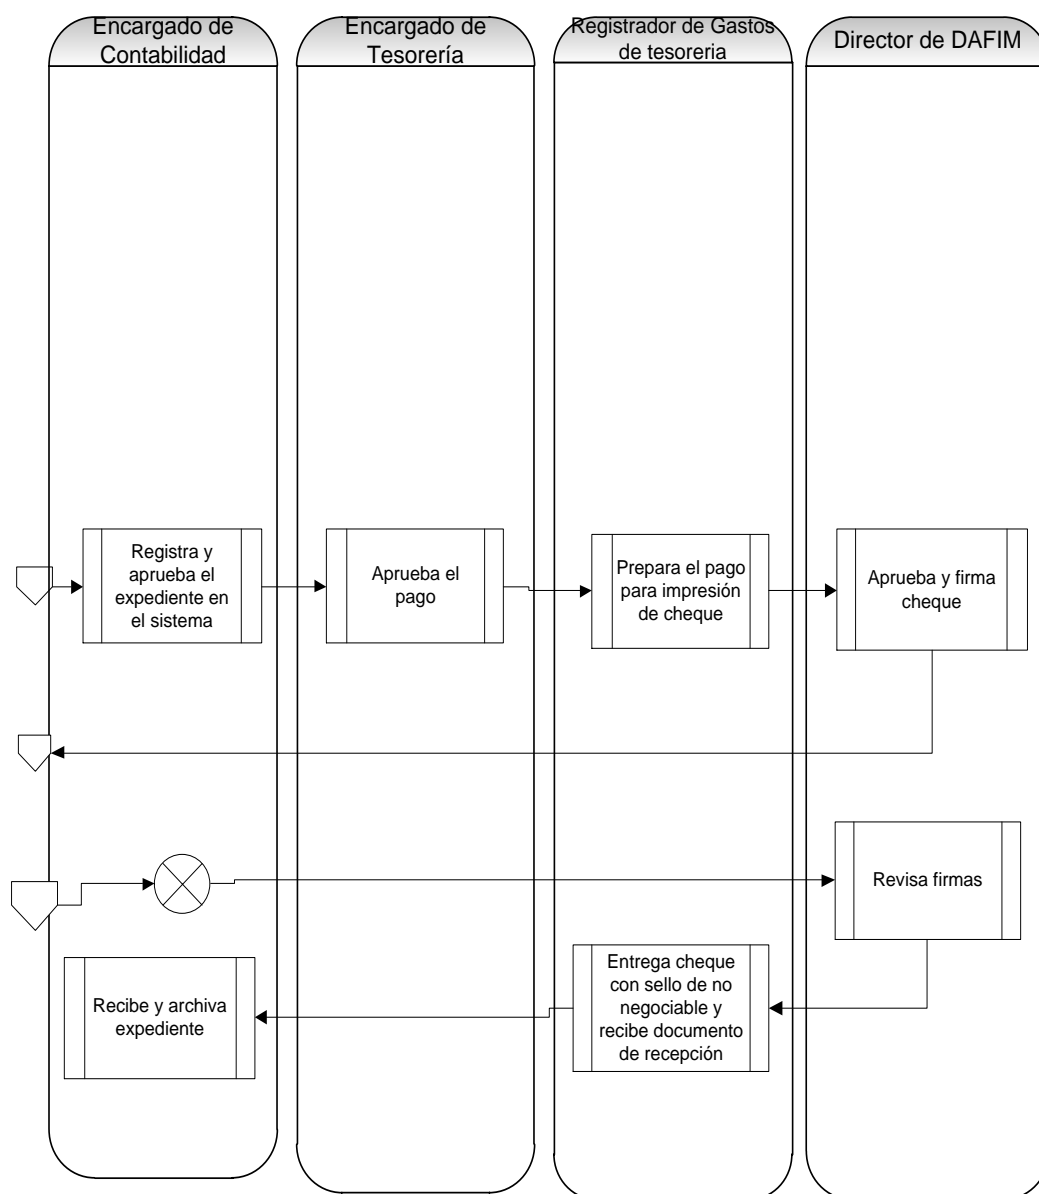 Encargado de
Contabilidad
Encargado de
Tesorería
Registrador de Gastos
de tesoreria
Director de DAFIM
Registra y
aprueba el
expediente en
el sistema
Aprueba el
pago
Prepara el pago
para impresión
de cheque
Aprueba y firma
cheque
Revisa firmas
Recibe y archiva
expediente
Entrega cheque
con sello de no
negociable y
recibe documento
de recepción